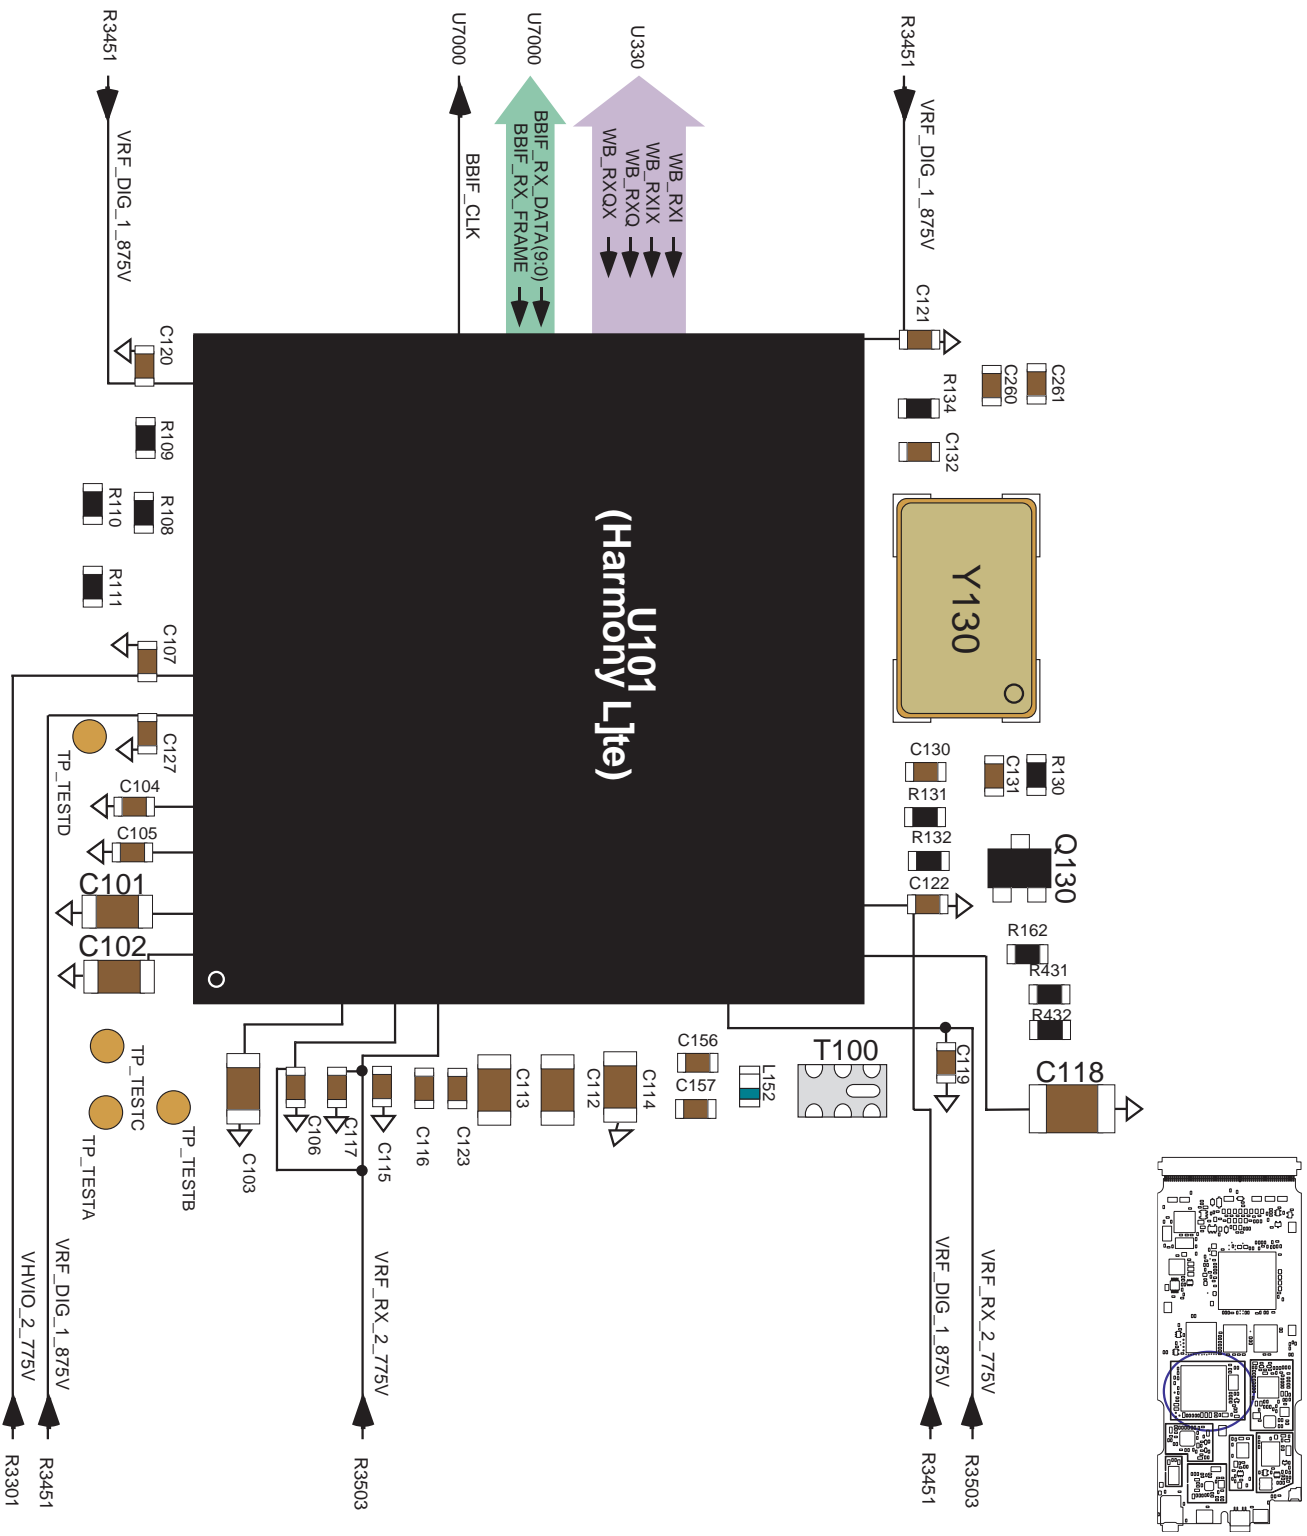 R3451
U7000
U7000
U330
R3451
VRF_DIG_1_875V
BBIF_CLK
BBIF_RX_DATA(9:0)
BBIF_RX_FRAME
WB_RXI
WB_RXIX
WB_RXQ
WB_RXQX
VRF_DIG_1_875V
C120
C121
C260
C261
R134
C132
R109
R110
R108
R111
C107
C127
TP_TESTD
C104
C105
C101
C102
U101
(Harmony L]te)
Y130
C130
C131
R130
R131
R132
Q130
C122
R162
R431
R432
C118
TP_TESTC
TP_TESTA
TP_TESTB
C103
C106
C117
C115
C116
C123
C113
C112
C114
C156
C157
L152
T100
C119
VHVIO_2_775V
VRF_DIG_1_875V
VRF_RX_2_775V
VRF_DIG_1_875V
VRF_RX_2_775V
R3301
R3451
R3503
R3451
R3503